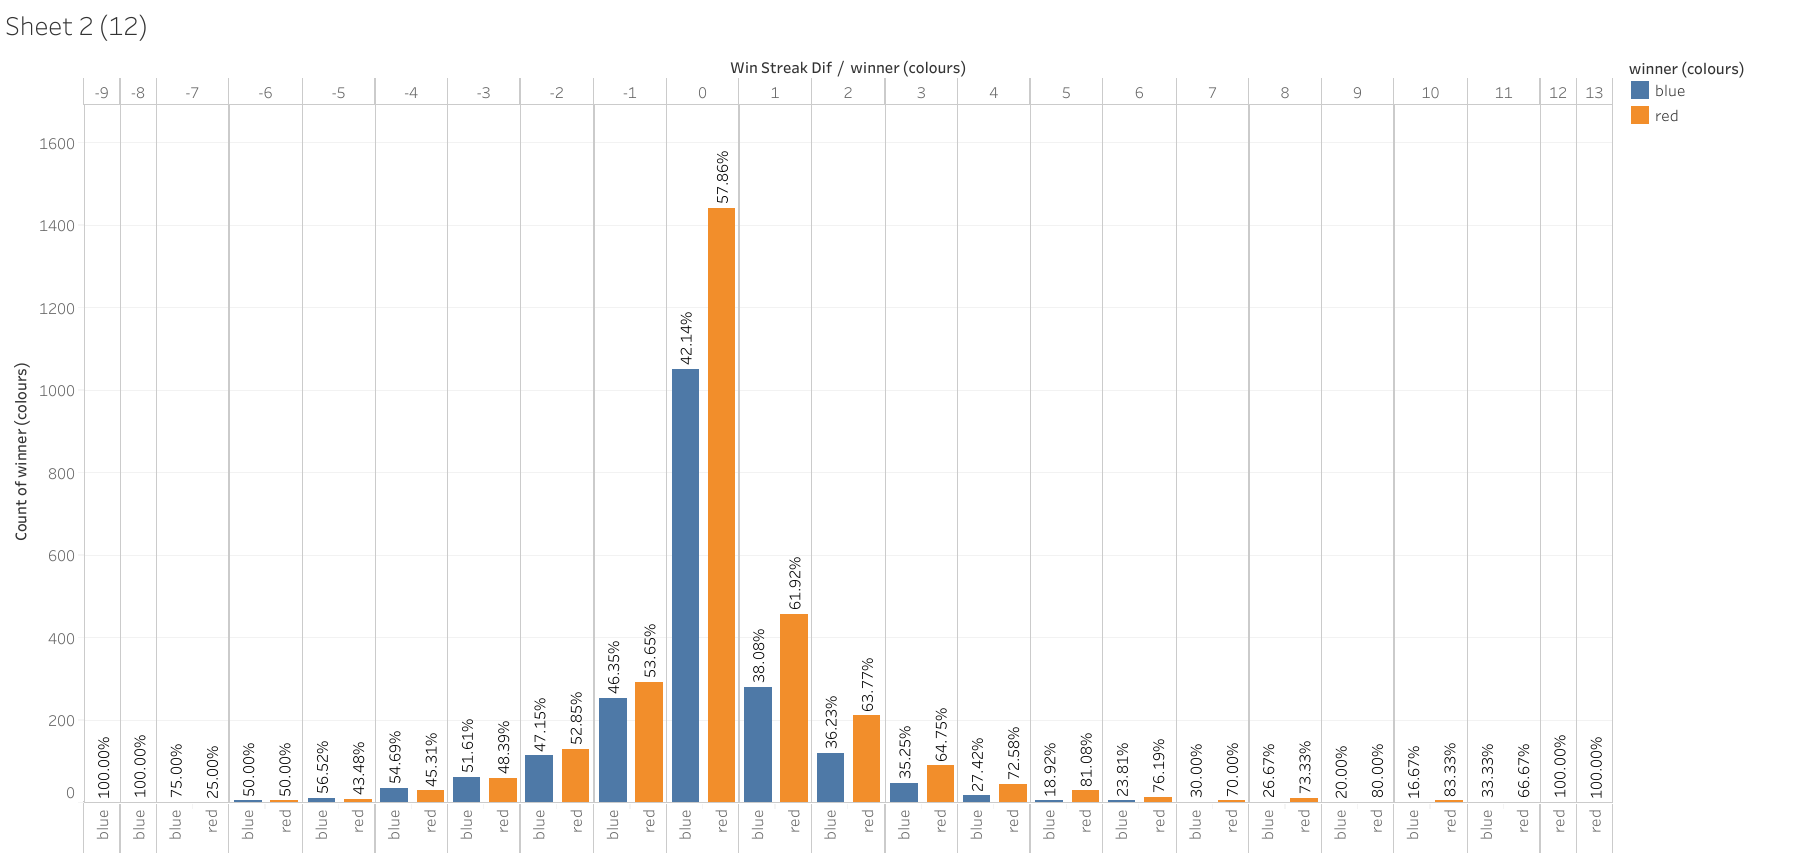 Sheet 2 (12)
Win Streak Dif / winner (colours)
-9 -8 -7 -6 -5 -4 -3 -2 -1 0 1 2 3 4 5 6 7 8 9 10 11 12 13
winner (colours)
blue
red
Count of winner (colours)
1600
1400
1200
1000
800
600
400
200
0
100.00%
100.00%
75.00%
25.00%
50.00%
50.00%
56.52%
43.48%
54.69%
45.31%
51.61%
48.39%
47.15%
52.85%
46.35%
53.65%
42.14%
57.86%
38.08%
61.92%
36.23%
63.77%
35.25%
64.75%
27.42%
72.58%
18.92%
81.08%
23.81%
76.19%
30.00%
70.00%
26.67%
73.33%
20.00%
80.00%
16.67%
83.33%
33.33%
66.67%
100.00%
100.00%
blue
blue
blue
red
blue
red
blue
red
blue
red
blue
red
blue
red
blue
red
blue
red
blue
red
blue
red
blue
red
blue
red
blue
red
blue
red
blue
red
blue
red
blue
red
blue
red
blue
red
red
red